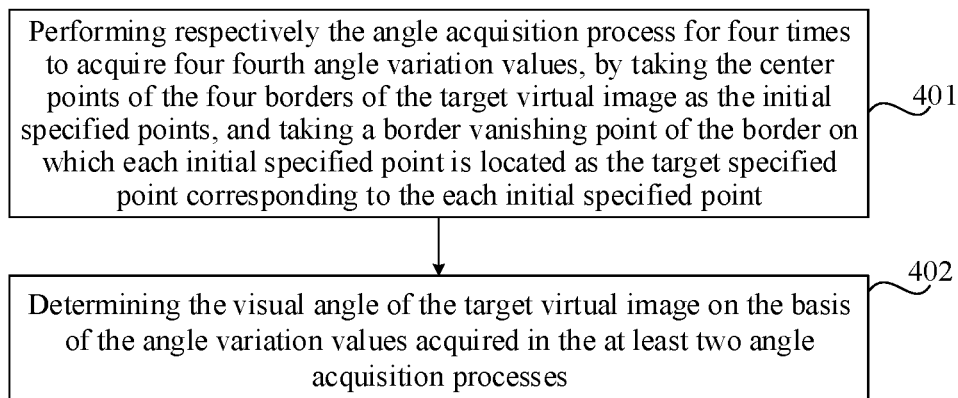 Performing respectively the angle acquisition process for four times
to acquire four fourth angle variation values, by taking the center
points of the four borders of the target virtual image as the initial
specified points, and taking a border vanishing point of the border on
which each initial specified point is located as the target specified
point corresponding to the each initial specified point
401
402
Determining the visual angle of the target virtual image on the basis
of the angle variation values acquired in the at least two angle
acquisition processes